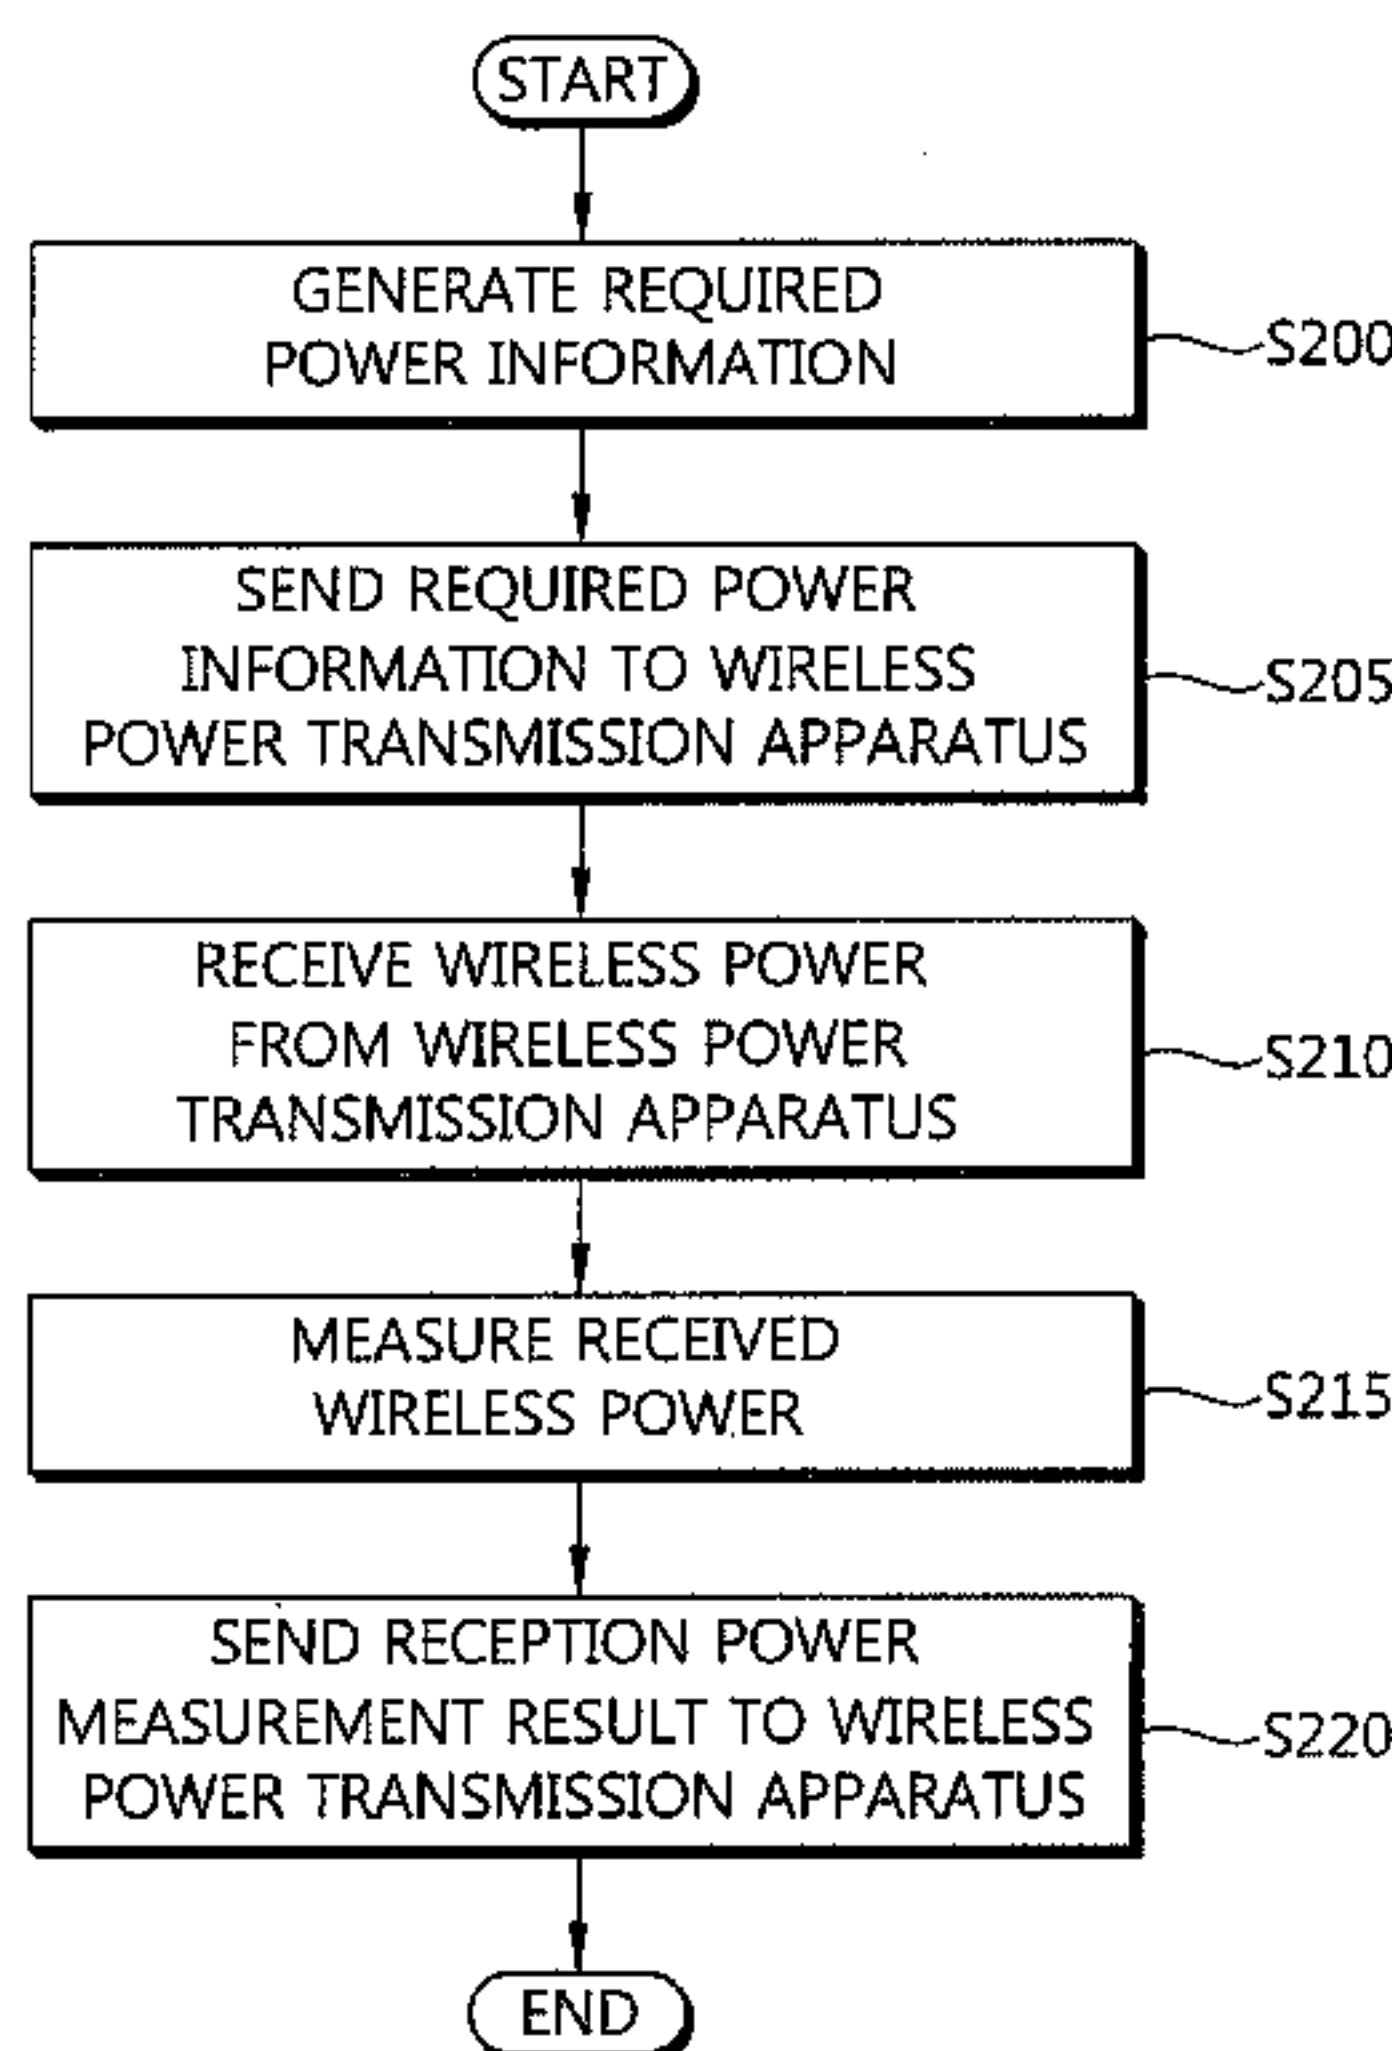 START
GENERATE REQUIRED
POWER INFORMATION
S200
SEND REQUIRED POWER
INFORMATION TO WIRELESS
POWER TRANSMISSION APPARATUS
S205
RECEIVE WIRELESS POWER
FROM WIRELESS POWER
TRANSMISSION APPARATUS
S210
MEASURE RECEIVED
WIRELESS POWER
S215
SEND RECEPTION POWER
MEASUREMENT RESULT TO WIRELESS
POWER TRANSMISSION APPARATUS
S220
END